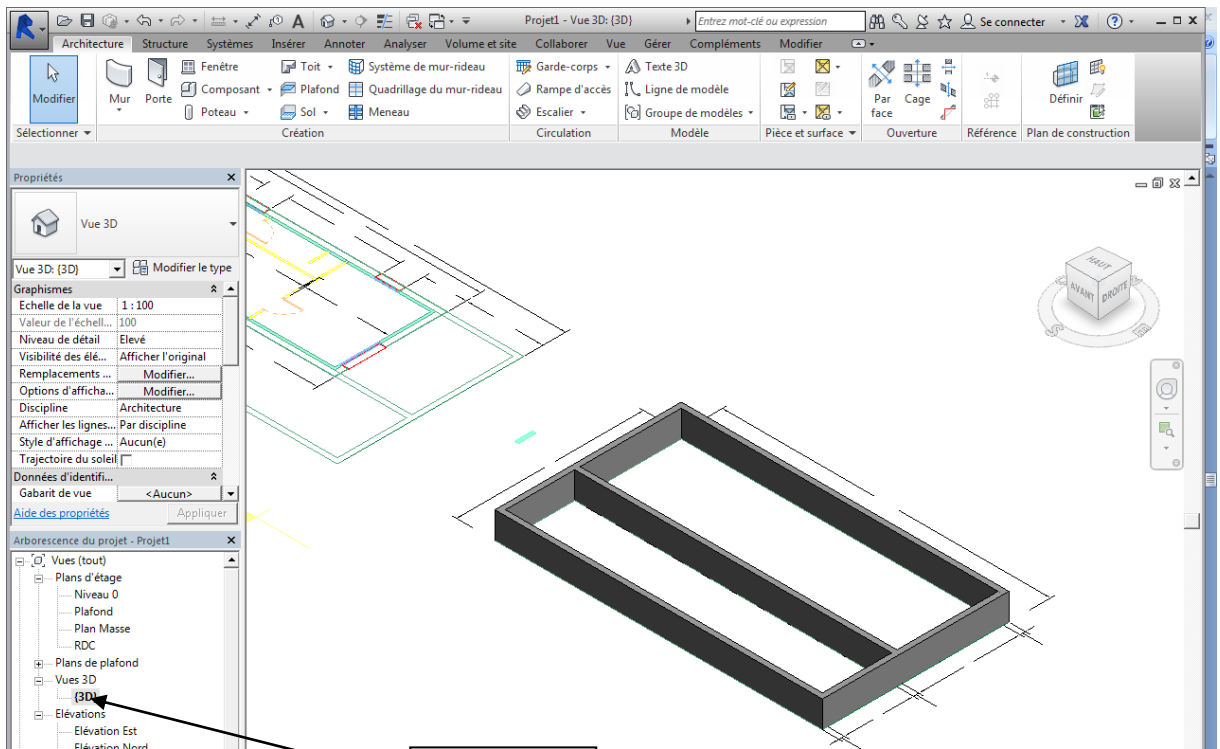 Projet1 - Vue 3D: {3D}
Entrez mot-clé ou expression
Se connecter
Architecture Structure Systèmes Insérer Annoter Analyser Volume et site Collaborer Vue Gérer Compléments Modifier
Modifier
Mur
Porte
Fenêtre
Composant
Poteau
Toit
Plafond
Sol
Système de mur-rideau
Quadrillage du mur-rideau
Meneau
Garde-corps
Rampe d'accès
Escalier
Texte 3D
Ligne de modèle
Groupe de modèles
Par
face
Cage
Définir
Sélectionner
Création
Circulation
Modèle
Pièce et surface
Ouverture
Référence
Plan de construction
Propriétés
Vue 3D
Vue 3D: {3D}
Modifier le type
Graphismes
Echelle de la vue 1 : 100
Valeur de l'échell... 100
Niveau de détail Elevé
Visibilité des élé... Afficher l'original
Remplacements ... Modifier...
Options d'afficha... Modifier...
Discipline Architecture
Afficher les lignes... Par discipline
Style d'affichage ... Aucun(e)
Trajectoire du soleil
Données d'identifi...
Gabarit de vue <Aucun>
Aide des propriétés
Appliquer
Arborescence du projet - Projet1
Vues (tout)
Plans d'étage
Niveau 0
Plafond
Plan Masse
RDC
Plans de plafond
Vues 3D
{3D}
Elévations
Elévation Est
Elévation Nord
HAUT
AVANT
DROITE